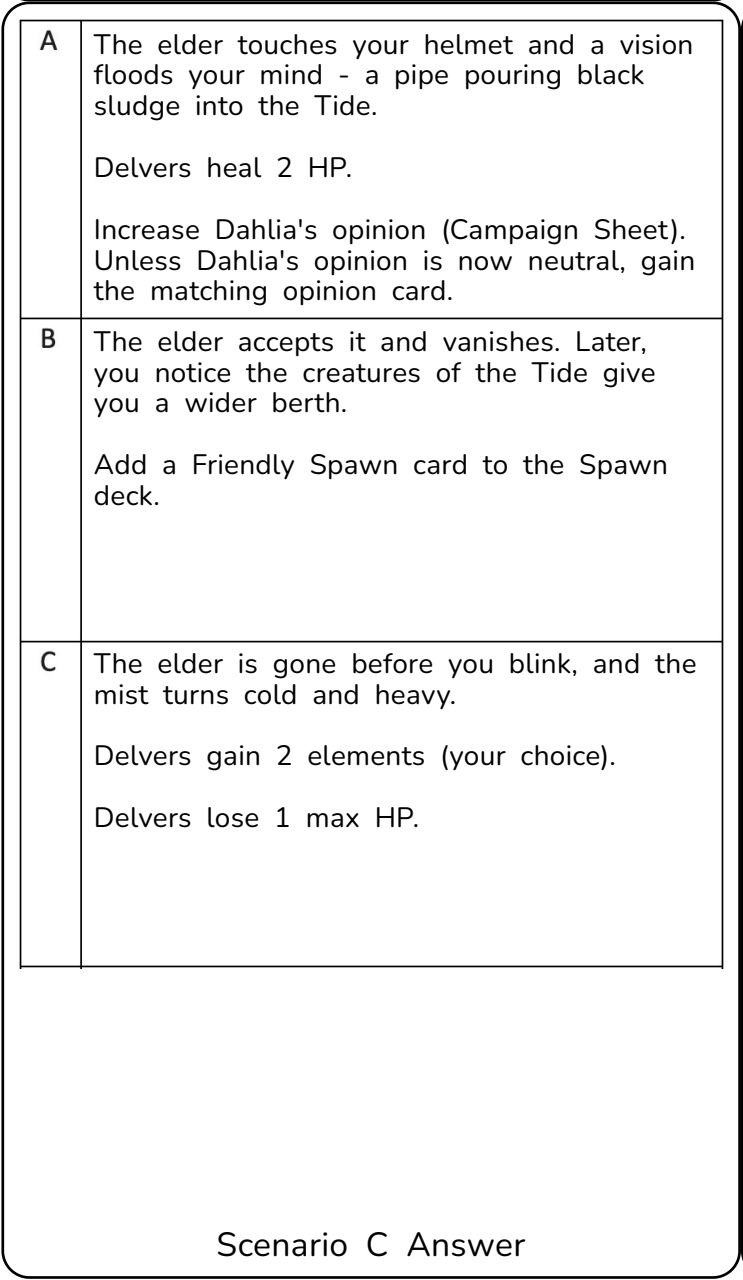 A
The elder touches your helmet and a vision
floods your mind - a pipe pouring black
sludge into the Tide.
Delvers heal 2 HP.
Increase Dahlia's opinion (Campaign Sheet).
Unless Dahlia's opinion is now neutral, gain
the matching opinion card.
B
The elder accepts it and vanishes. Later,
you notice the creatures of the Tide give
you a wider berth.
Add a Friendly Spawn card to the Spawn
deck.
C
The elder is gone before you blink, and the
mist turns cold and heavy.
Delvers gain 2 elements (your choice).
Delvers lose 1 max HP.
Scenario C Answer